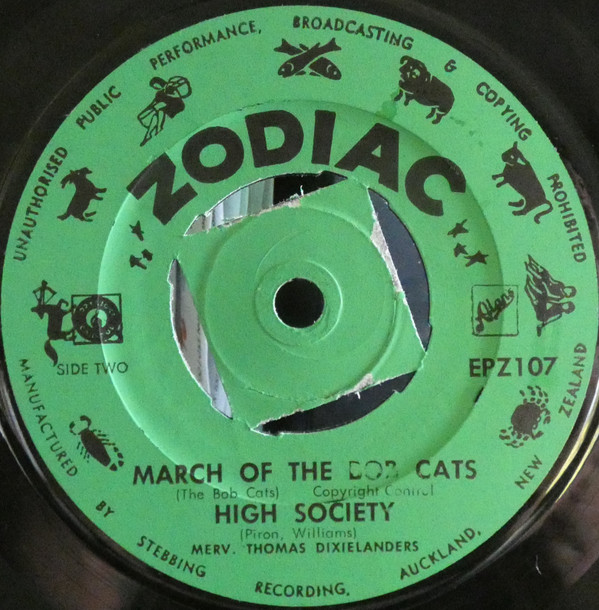 UNAUTHORISED PUBLIC PERFORMANCE, BROADCASTING & COPYING PROHIBITED
ZODIAC
SIDE TWO
Allens
EPZ107
MARCH OF THE BOB CATS
(The Bob Cats) Copyright Control
HIGH SOCIETY
(Piron, Williams)
MERV. THOMAS DIXIELANDERS
MANUFACTURED BY STEBBING RECORDING, AUCKLAND, NEW ZEALAND